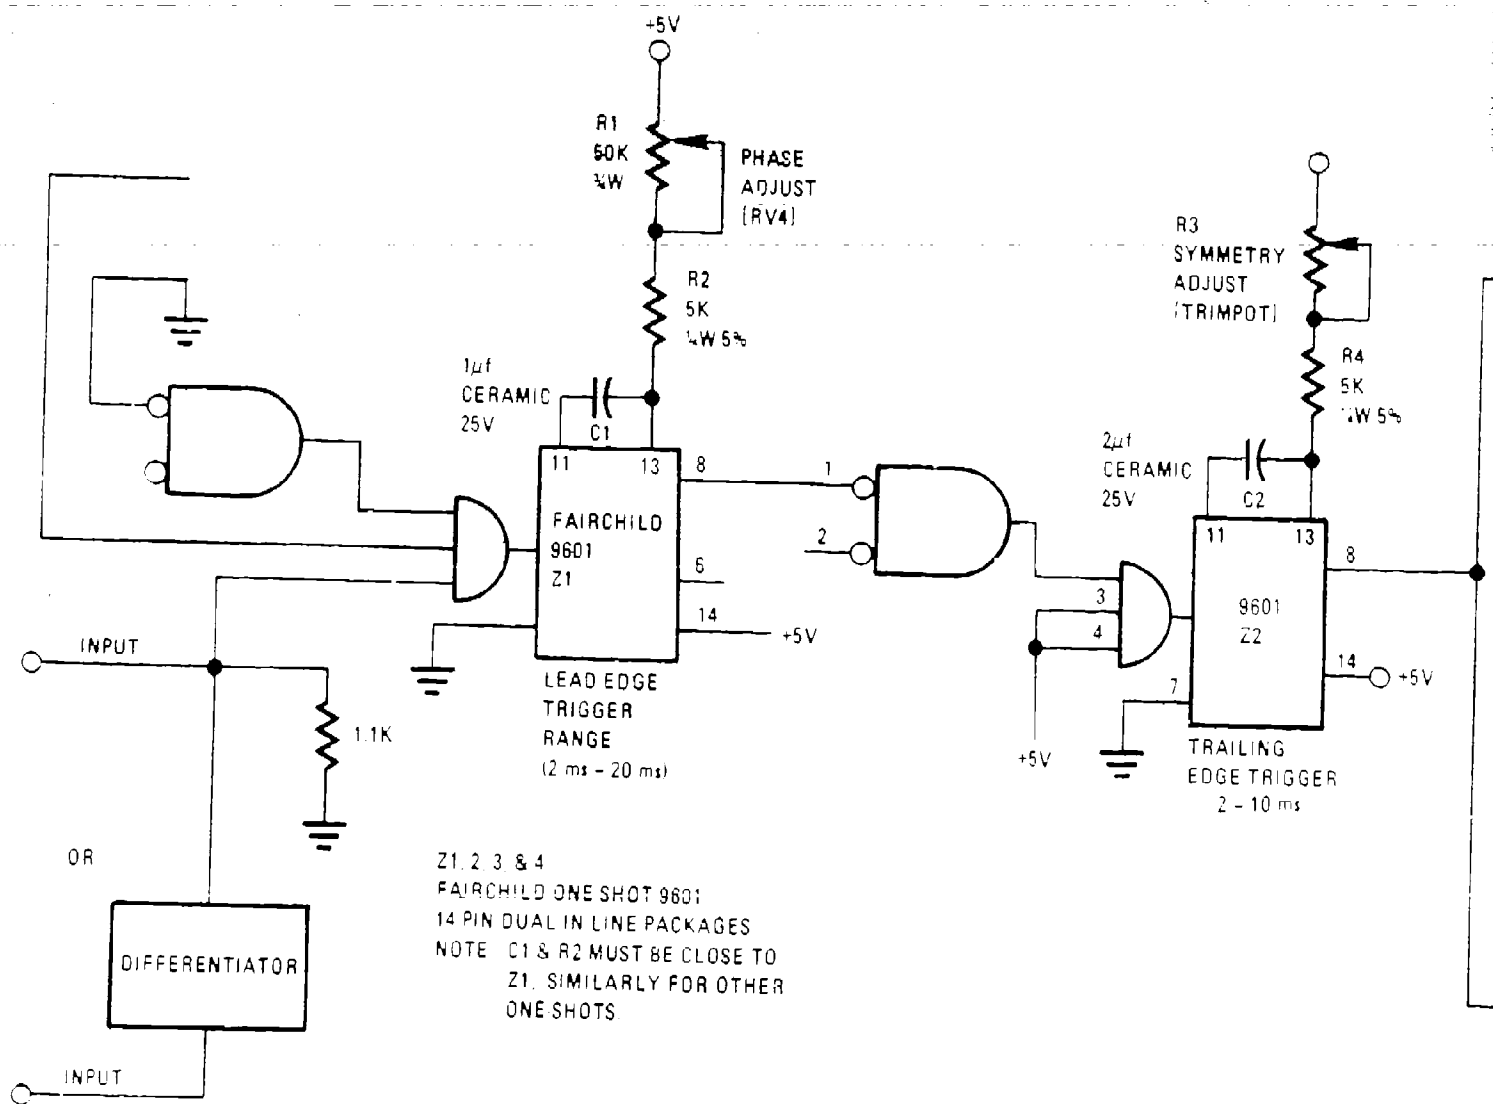 +5V
R1
50K
¾W
PHASE
ADJUST
(RV4)
R2
5K
¼W 5%
1µf
CERAMIC
25V
C1
11
13
8
FAIRCHILD
9601
Z1
6
14
+5V
LEAD EDGE
TRIGGER
RANGE
(2 ms - 20 ms)
1
2
3
4
+5V
R3
SYMMETRY
ADJUST
(TRIMPOT)
R4
5K
¼W 5%
2µf
CERAMIC
25V
C2
11
13
8
9601
Z2
14
+5V
7
TRAILING
EDGE TRIGGER
2 - 10 ms
INPUT
1.1K
OR
DIFFERENTIATOR
INPUT
Z1, 2, 3, & 4
FAIRCHILD ONE SHOT 9601
14 PIN DUAL IN LINE PACKAGES
NOTE C1 & R2 MUST BE CLOSE TO
Z1, SIMILARLY FOR OTHER
ONE-SHOTS.